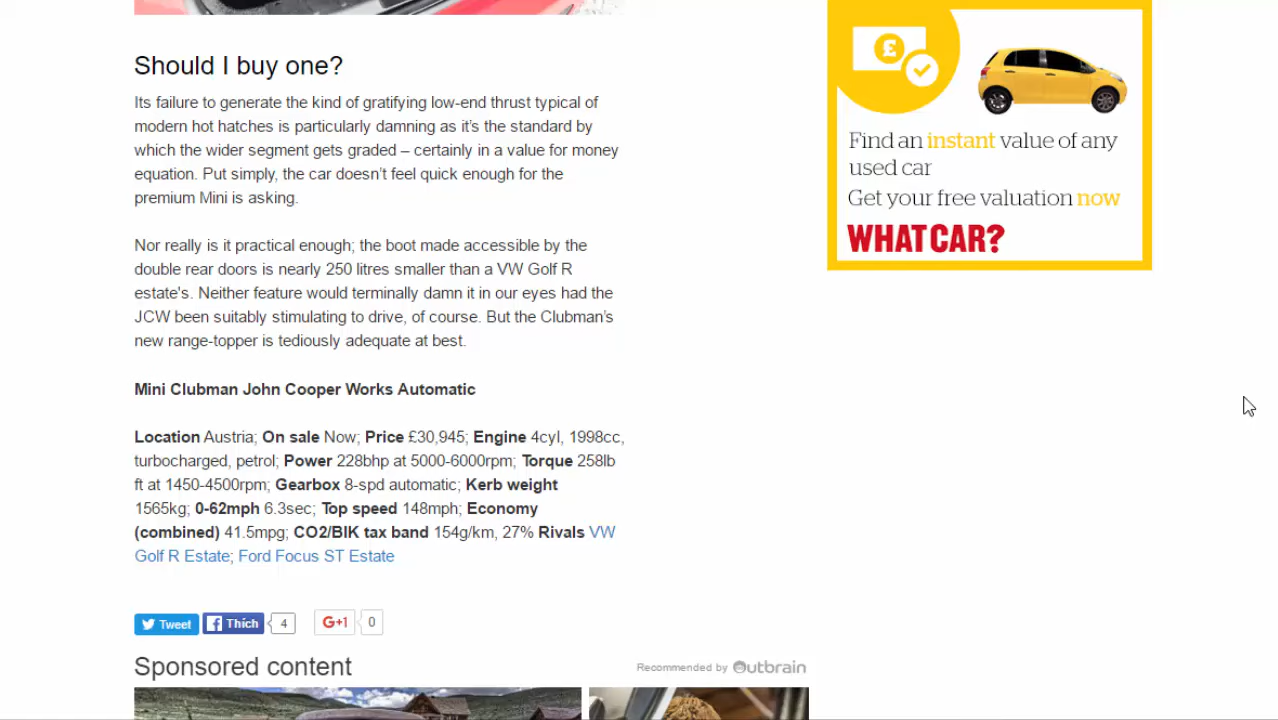 Should I buy one?
Its failure to generate the kind of gratifying low-end thrust typical of
modern hot hatches is particularly damning as it’s the standard by
which the wider segment gets graded – certainly in a value for money
equation. Put simply, the car doesn’t feel quick enough for the
premium Mini is asking.
Nor really is it practical enough; the boot made accessible by the
double rear doors is nearly 250 litres smaller than a VW Golf R
estate's. Neither feature would terminally damn it in our eyes had the
JCW been suitably stimulating to drive, of course. But the Clubman’s
new range-topper is tediously adequate at best.
Mini Clubman John Cooper Works Automatic
Location Austria; On sale Now; Price £30,945; Engine 4cyl, 1998cc,
turbocharged, petrol; Power 228bhp at 5000-6000rpm; Torque 258lb
ft at 1450-4500rpm; Gearbox 8-spd automatic; Kerb weight
1565kg; 0-62mph 6.3sec; Top speed 148mph; Economy
(combined) 41.5mpg; CO2/BIK tax band 154g/km, 27% Rivals VW
Golf R Estate; Ford Focus ST Estate
Tweet Thích 4 G+1 0
Sponsored content
Recommended by Outbrain
£
Find an instant value of any
used car
Get your free valuation now
WHAT CAR?